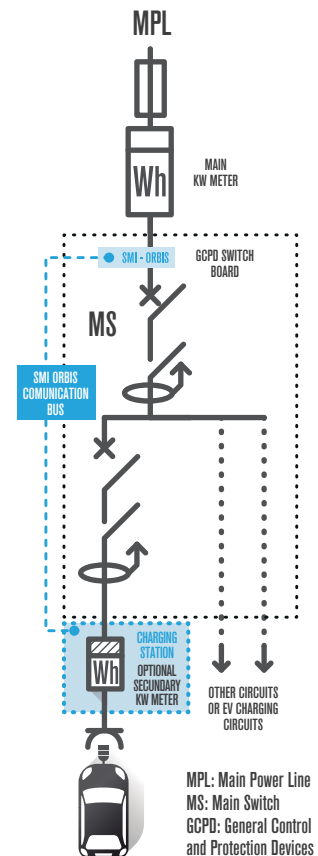 MPL
Wh
MAIN
KW METER
SMI - ORBIS
GCPD SWITCH
BOARD
MS
SMI ORBIS
COMUNICATION
BUS
CHARGING
STATION
Wh
OPTIONAL
SECUNDARY
KW METER
OTHER CIRCUITS
OR EV CHARGING
CIRCUITS
MPL: Main Power Line
MS: Main Switch
GCPD: General Control
and Protection Devices